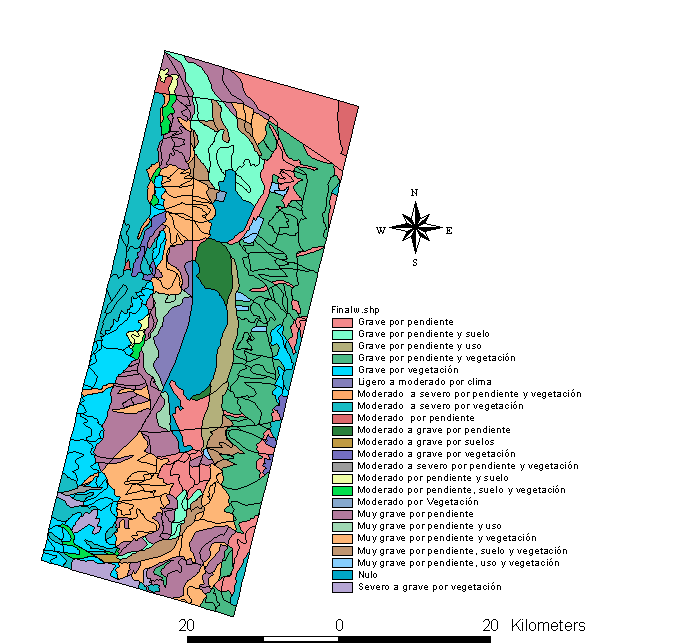 N
W E
S
Finalw.shp
Grave por pendiente
Grave por pendiente y suelo
Grave por pendiente y uso
Grave por pendiente y vegetación
Grave por vegetación
Ligero a moderado por clima
Moderado a severo por pendiente y vegetación
Moderado a severo por vegetación
Moderado por pendiente
Moderado a grave por pendiente
Moderado a grave por suelos
Moderado a grave por vegetación
Moderado a severo por pendiente y vegetación
Moderado por pendiente y suelo
Moderado por pendiente, suelo y vegetación
Moderado por Vegetación
Muy grave por pendiente
Muy grave por pendiente y uso
Muy grave por pendiente y vegetación
Muy grave por pendiente, suelo y vegetación
Muy grave por pendiente, uso y vegetación
Nulo
Severo a grave por vegetación
20 0 20 Kilometers